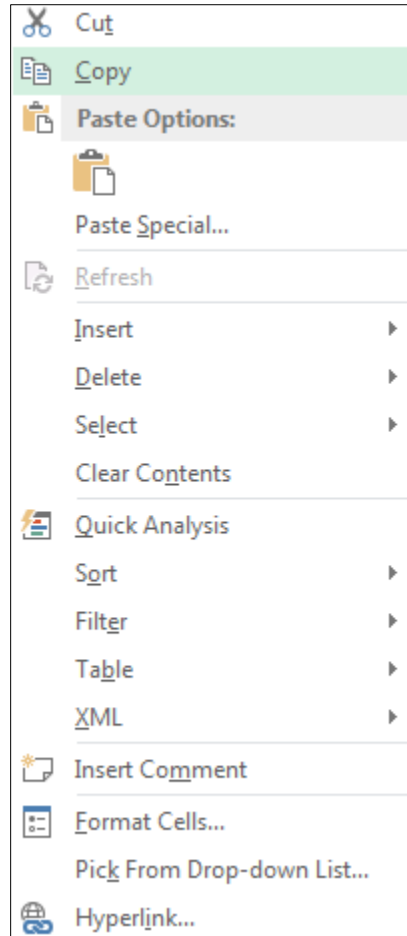 Cut
Copy
Paste Options:
Paste Special...
Refresh
Insert
Delete
Select
Clear Contents
Quick Analysis
Sort
Filter
Table
XML
Insert Comment
Format Cells...
Pick From Drop-down List...
Hyperlink...